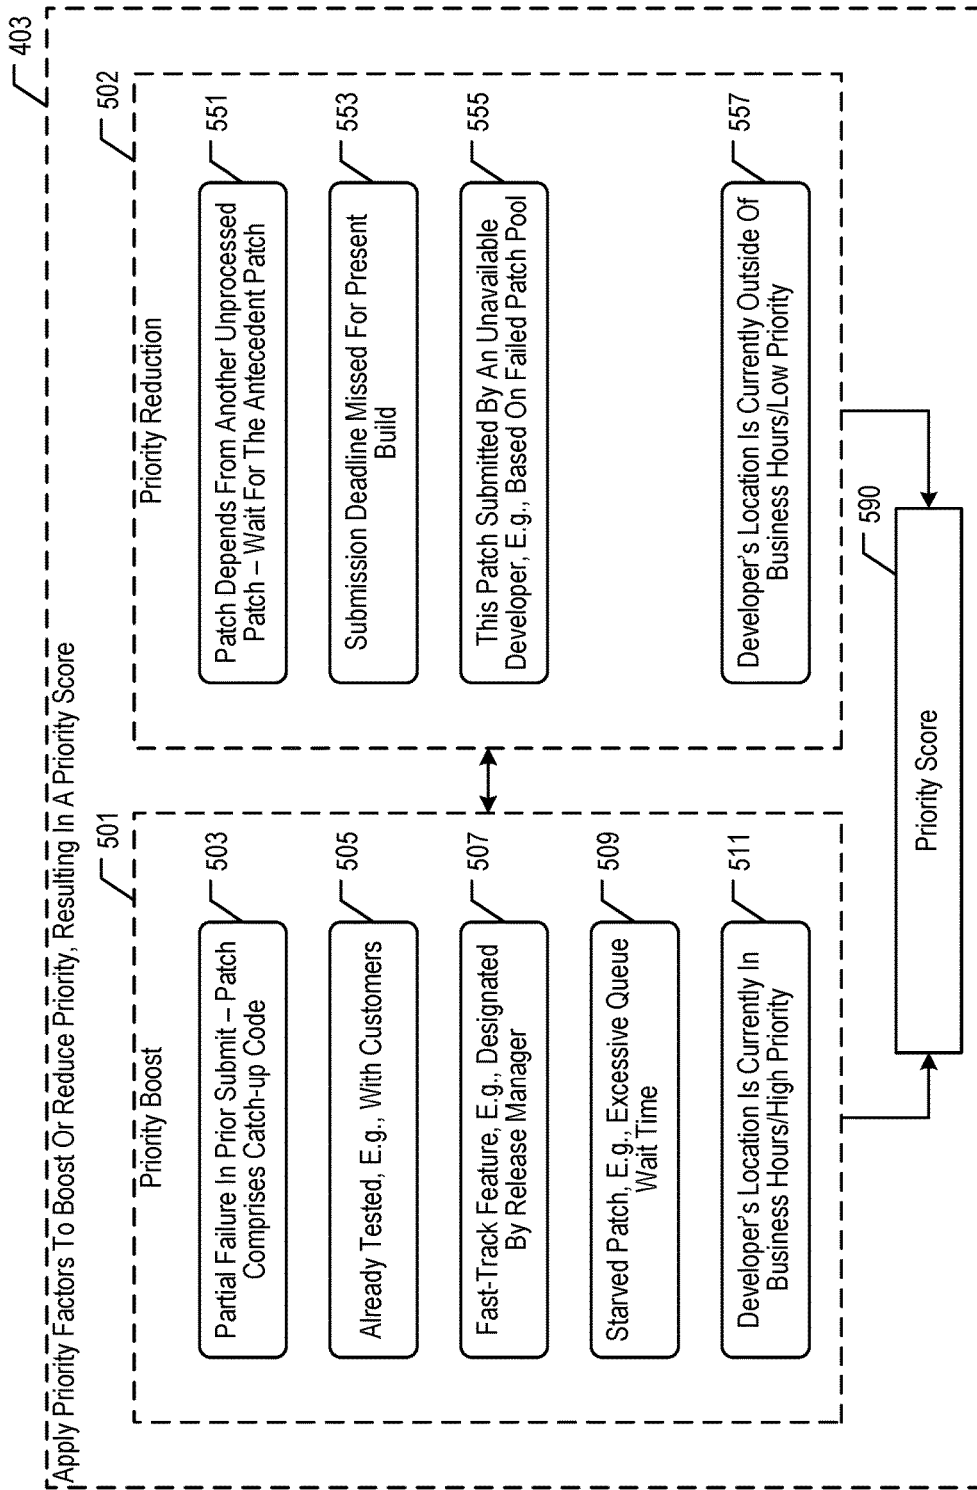 403
Apply Priority Factors To Boost Or Reduce Priority, Resulting In A Priority Score
501
Priority Boost
503
Partial Failure In Prior Submit – Patch
Comprises Catch-up Code
505
Already Tested, E.g., With Customers
507
Fast-Track Feature, E.g., Designated
By Release Manager
509
Starved Patch, E.g., Excessive Queue
Wait Time
511
Developer's Location Is Currently In
Business Hours/High Priority
502
Priority Reduction
551
Patch Depends From Another Unprocessed
Patch – Wait For The Antecedent Patch
553
Submission Deadline Missed For Present
Build
555
This Patch Submitted By An Unavailable
Developer, E.g., Based On Failed Patch Pool
557
Developer's Location Is Currently Outside Of
Business Hours/Low Priority
590
Priority Score